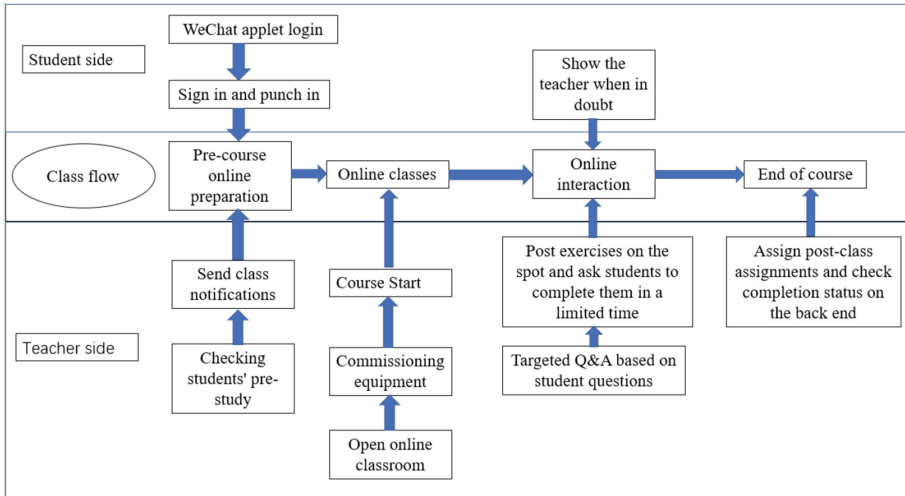 WeChat applet login
Student side
Sign in and punch in
Show the
teacher when in
doubt
Class flow
Pre-course
online
preparation
Online classes
Online
interaction
End of course
Send class
notifications
Course Start
Post exercises on the
spot and ask students to
complete them in a
limited time
Assign post-class
assignments and check
completion status on
the back end
Teacher side
Checking
students' pre-
study
Commissioning
equipment
Targeted Q&A based on
student questions
Open online
classroom